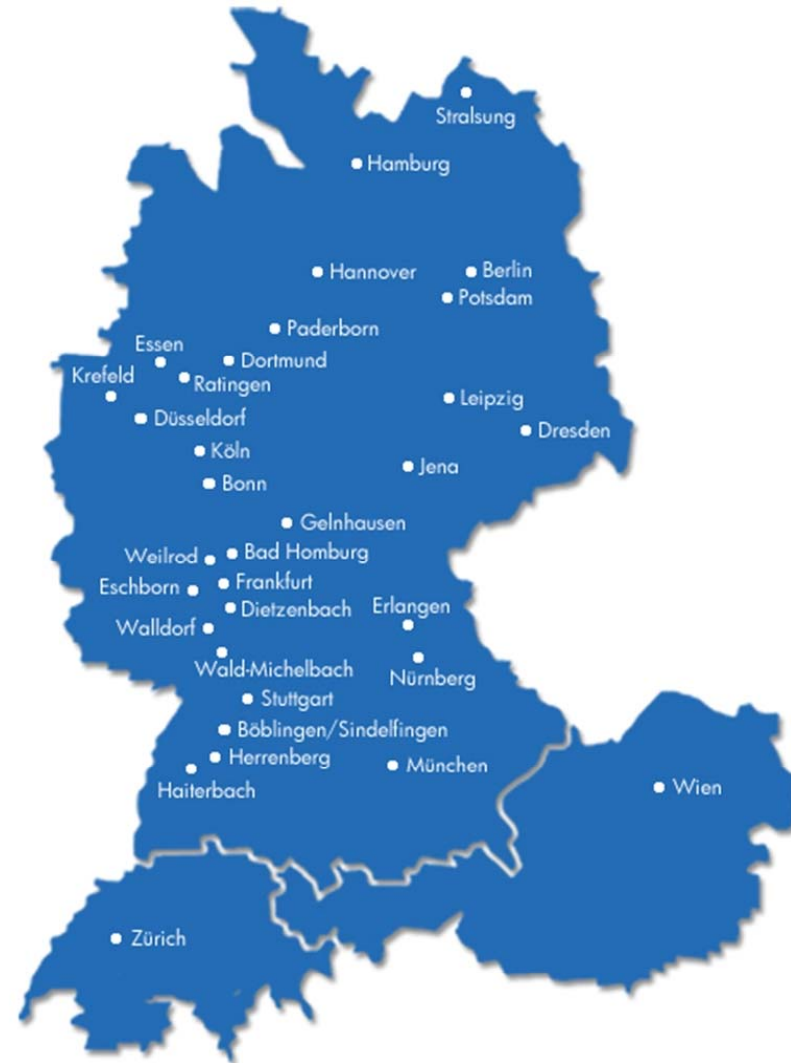 Stralsung
Hamburg
Hannover
Berlin
Potsdam
Paderborn
Essen
Dortmund
Krefeld
Ratingen
Leipzig
Düsseldorf
Dresden
Köln
Jena
Bonn
Gelnhausen
Weilrod
Bad Homburg
Eschborn
Frankfurt
Dietzenbach
Erlangen
Walldorf
Wald-Michelbach
Nürnberg
Stuttgart
Böblingen/Sindelfingen
Herrenberg
München
Haiterbach
Wien
Zürich